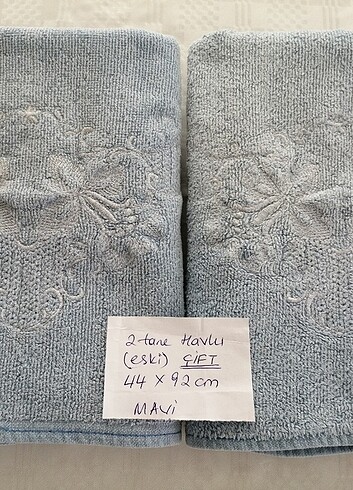 2 tane Havlu
(eski) ÇİFT
44 x 92 cm
MAVİ